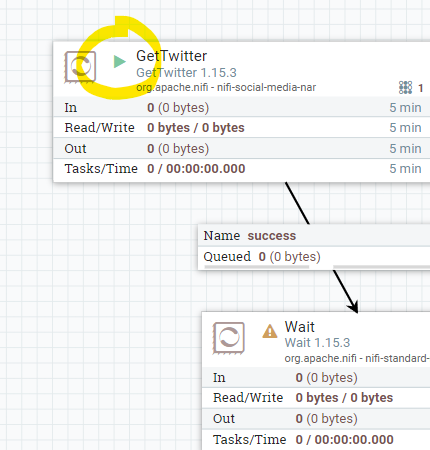 GetTwitter
GetTwitter 1.15.3
org.apache.nifi - nifi-social-media-nar
1
In 0 (0 bytes) 5 min
Read/Write 0 bytes / 0 bytes 5 min
Out 0 (0 bytes) 5 min
Tasks/Time 0 / 00:00:00.000 5 min
Name success
Queued 0 (0 bytes)
Wait
Wait 1.15.3
org.apache.nifi - nifi-standard-
In 0 (0 bytes)
Read/Write 0 bytes / 0 bytes
Out 0 (0 bytes)
Tasks/Time 0 / 00:00:00.000